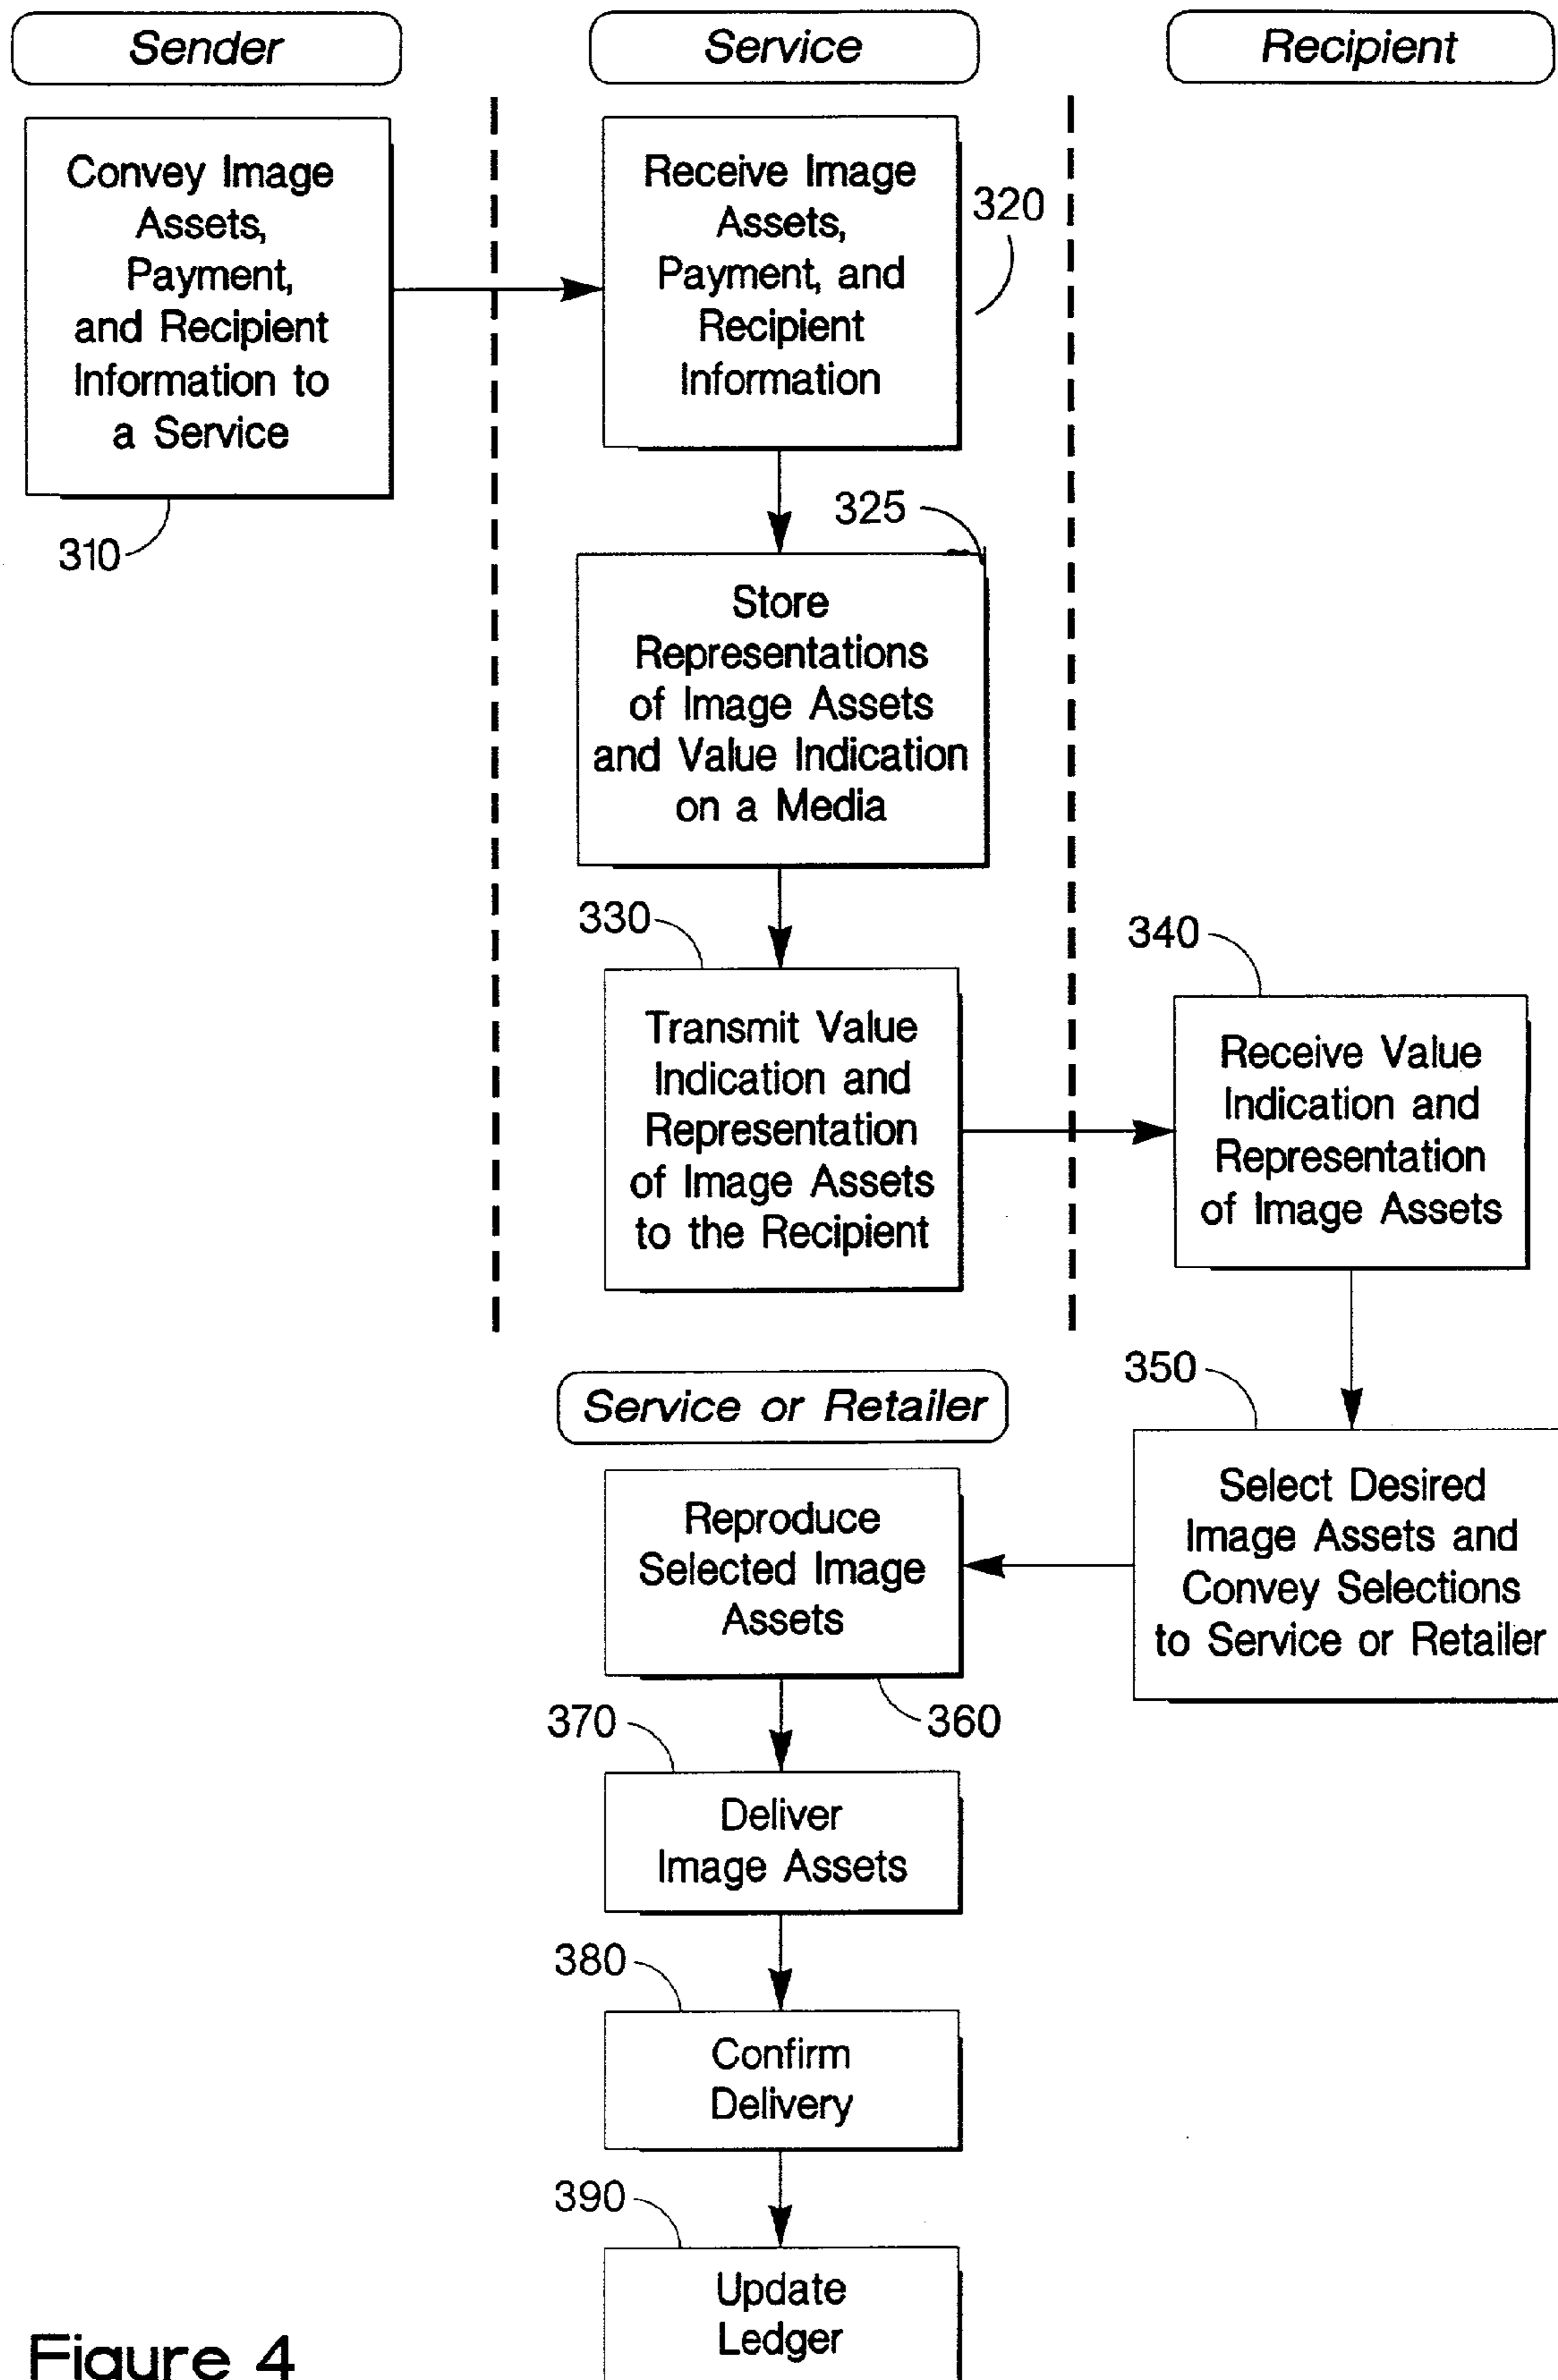 Sender
Service
Recipient
Convey Image
Assets,
Payment,
and Recipient
Information to
a Service
310
Receive Image
Assets,
Payment, and
Recipient
Information
320
325
Store
Representations
of Image Assets
and Value Indication
on a Media
330
Transmit Value
Indication and
Representation
of Image Assets
to the Recipient
340
Receive Value
Indication and
Representation
of Image Assets
350
Select Desired
Image Assets and
Convey Selections
to Service or Retailer
Service or Retailer
Reproduce
Selected Image
Assets
360
370
Deliver
Image Assets
380
Confirm
Delivery
390
Update
Ledger
Figure 4